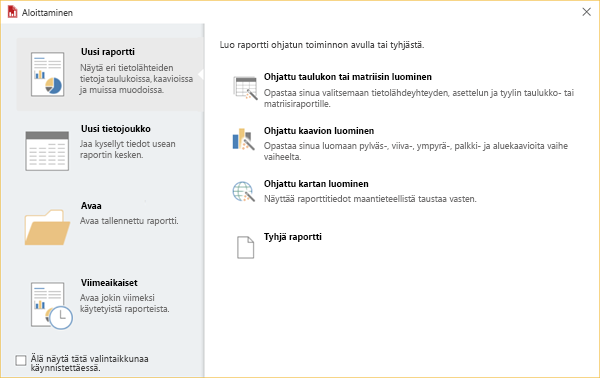 Aloittaminen
Uusi raportti
Näytä eri tietolähteiden
tietoja taulukoissa, kaavioissa
ja muissa muodoissa.
Uusi tietojoukko
Jaa kysellyt tiedot usean
raportin kesken.
Avaa
Avaa tallennettu raportti.
Viimeaikaiset
Avaa jokin viimeksi
käytetyistä raporteista.
Älä näytä tätä valintaikkunaa
käynnistettäessä.
Luo raportti ohjatun toiminnon avulla tai tyhjästä.
Ohjattu taulukon tai matriisin luominen
Opastaa sinua valitsemaan tietolähdeyhteyden, asettelun ja tyylin taulukko- tai
matriisiraportille.
Ohjattu kaavion luominen
Opastaa sinua luomaan pylväs-, viiva-, ympyrä-, palkki- ja aluekaavioita vaihe
vaiheelta.
Ohjattu kartan luominen
Näyttää raporttitiedot maantieteellistä taustaa vasten.
Tyhjä raportti